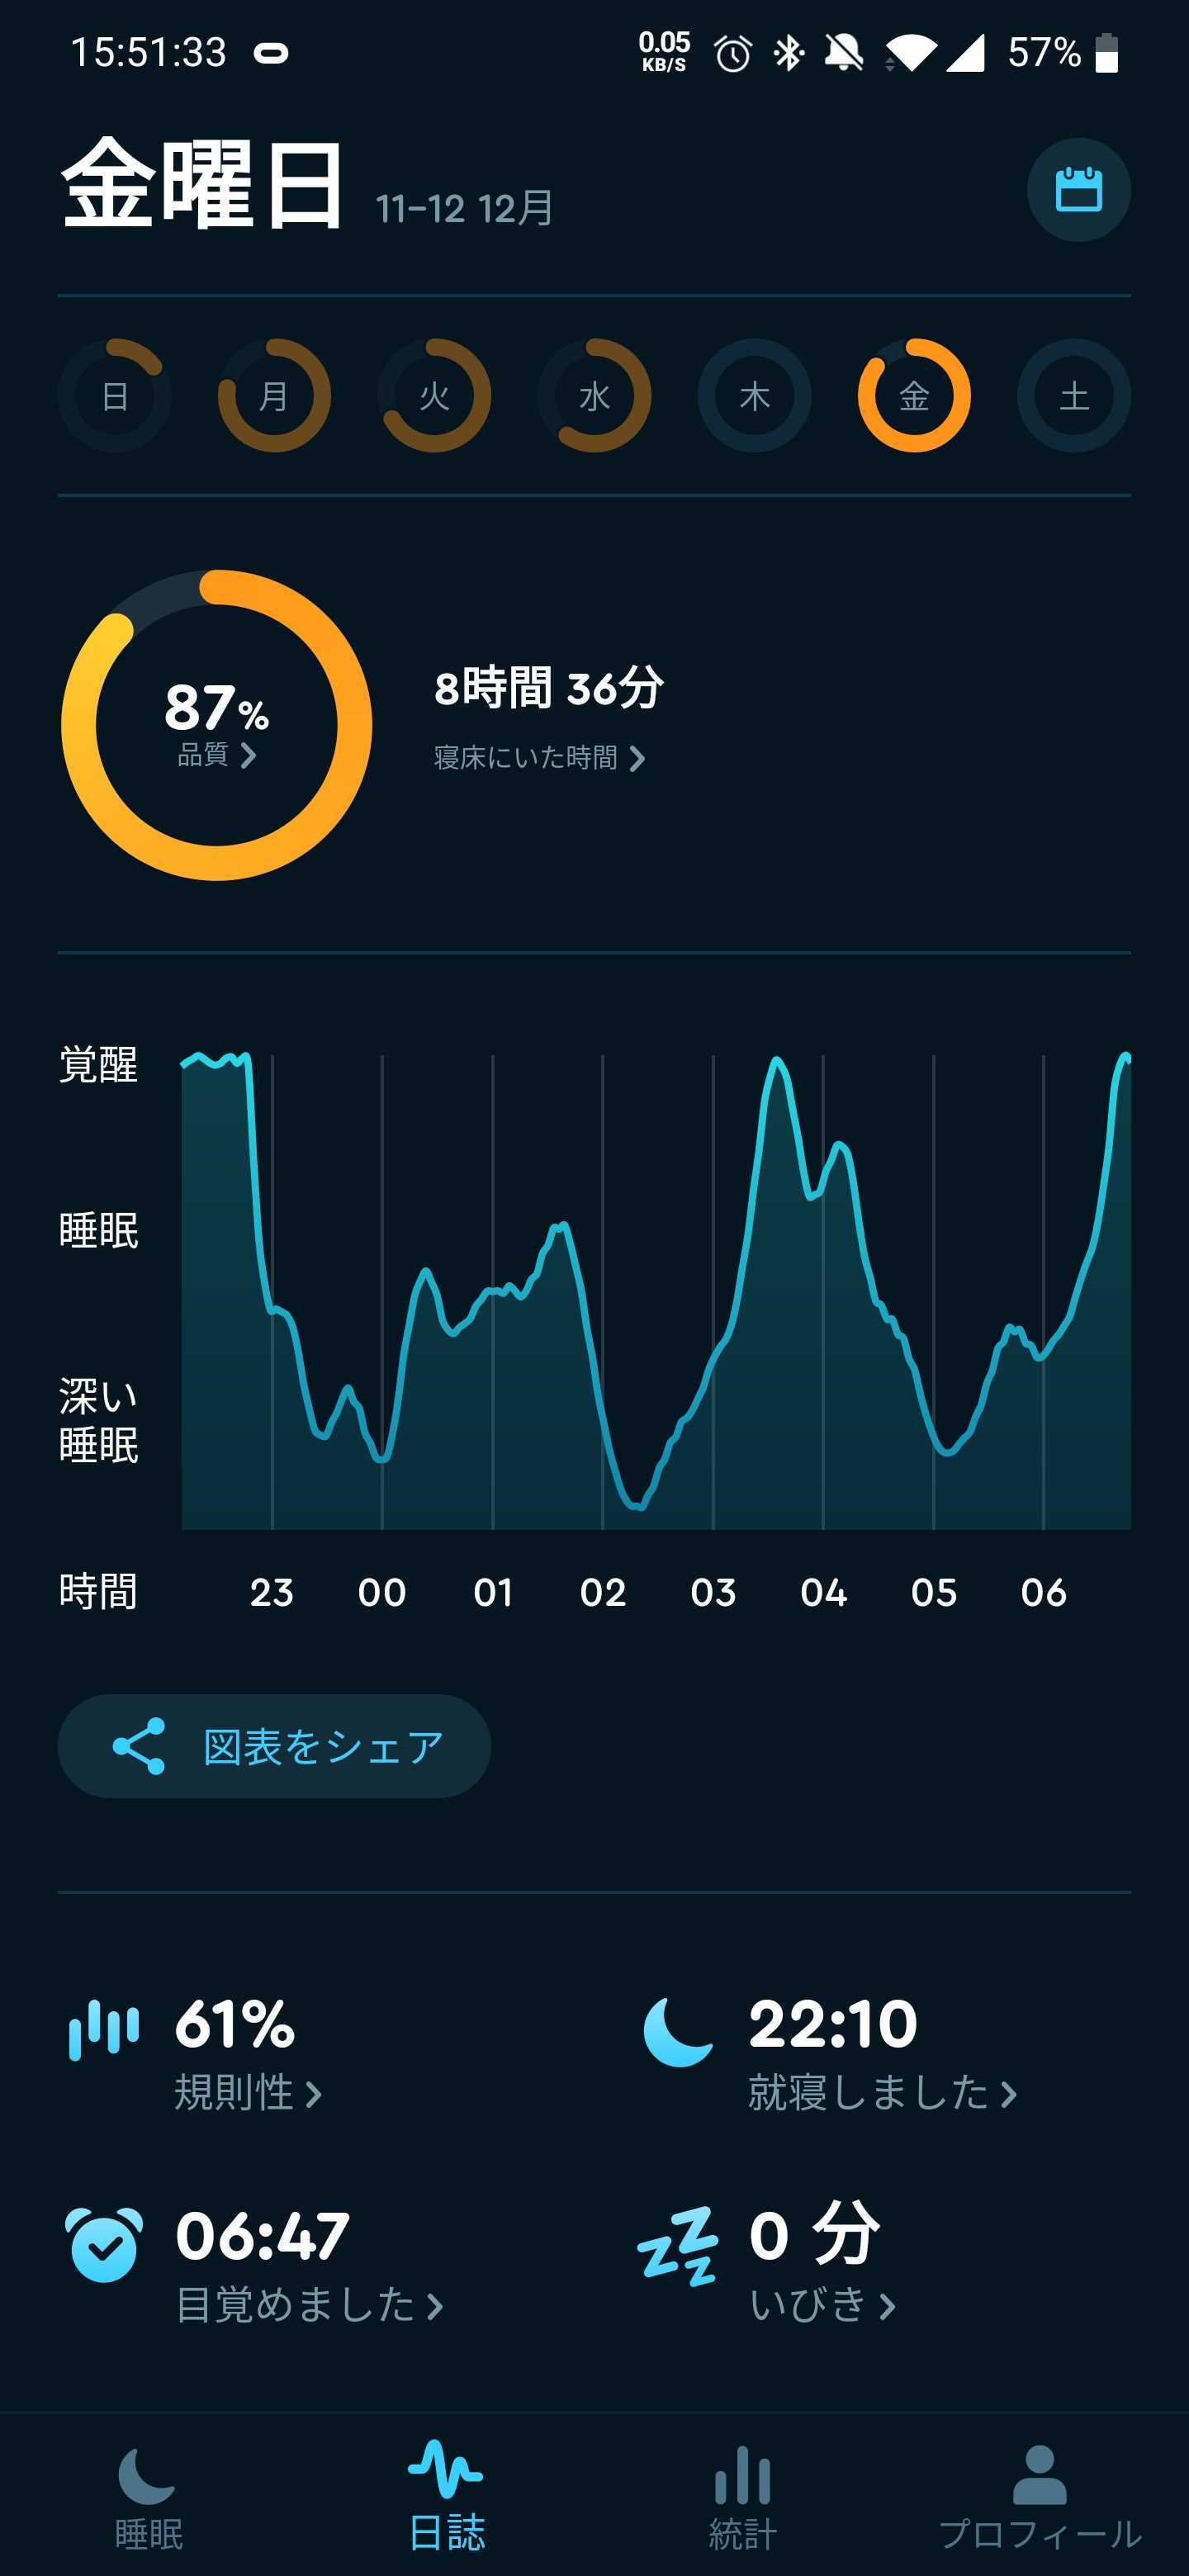 15:51:33 0.05 KB/S 57%
金曜日 11–12 12月
日 月 火 水 木 金 土
87%
品質
8時間 36分
寝床にいた時間
覚醒
睡眠
深い
睡眠
時間 23 00 01 02 03 04 05 06
図表をシェア
61%
規則性
22:10
就寝しました
06:47
目覚めました
0 分
いびき
睡眠 日誌 統計 プロフィール